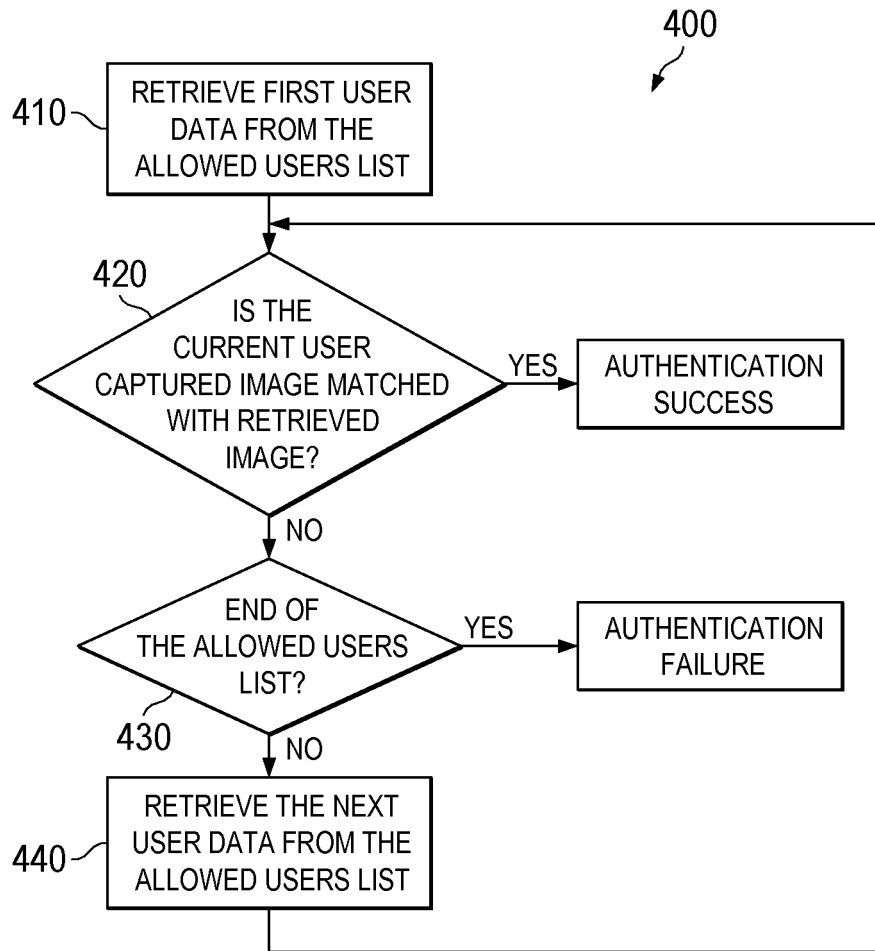 400
410
RETRIEVE FIRST USER
DATA FROM THE
ALLOWED USERS LIST
420
IS THE
CURRENT USER
CAPTURED IMAGE MATCHED
WITH RETRIEVED
IMAGE?
YES
AUTHENTICATION
SUCCESS
NO
END OF
THE ALLOWED USERS
LIST?
YES
AUTHENTICATION
FAILURE
430
NO
440
RETRIEVE THE NEXT
USER DATA FROM THE
ALLOWED USERS LIST